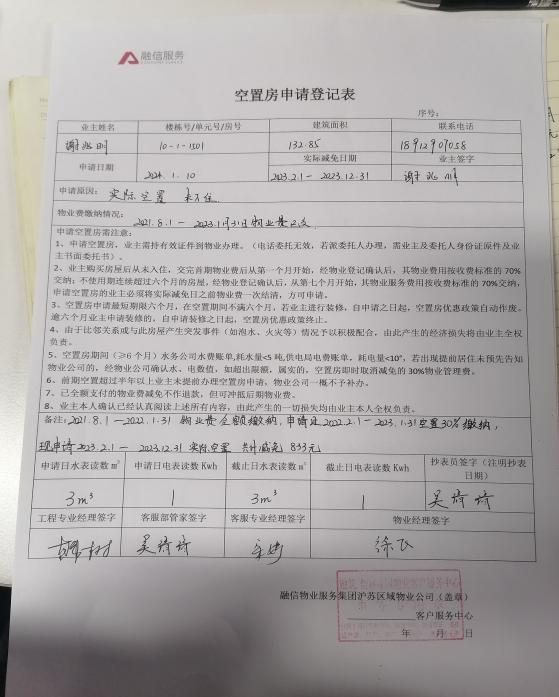 融信服务
空置房申请登记表
序号：
业主姓名 楼栋号/单元号/房号 建筑面积 联系电话
谢兆明 10-1-1501 132.85 18912909058
申请日期 实际减免日期 业主签字
2024.1.10 2023.2.1-2023.12.31 谢兆明
申请原因： 实际空置 未入住
物业费缴纳情况： 2021.8.1-2023.1月31日物业费已交
申请空置房需注意：
1、申请空置房，业主需持有效证件到物业办理。（电话委托无效，若派委托人办理，需业主及委托人身份证原件及业
主书面委托书）。
2、业主购买房屋后从未入住，交完首期物业费后从第一个月开始，经物业登记确认后，其物业费用按收费标准的 70%
交纳；不使用期连续超过六个月的房屋，经物业登记确认后，从第七个月开始，其物业服务费用按收费标准的 70%交纳，
申请空置房的业主必须将实际减免日之前物业费一次结清，方可申请。
3、空置房申请最短期限六个月，在空置期间不满六个月，若业主进行装修，自申请之日起，空置房优惠政策自动作废。
逾六个月业主申请装修的，自申请装修之日起，空置房优惠政策终止。
4、由于比邻关系或与此房屋产生突发事件（如泡水、火灾等）情况予以积极配合，由此产生的经济损失将由业主全权
负责。
5、空置房期间（≥6 个月）水务公司水费账单,耗水量<5 吨,供电局电费账单，耗电量<10°，若出现提前居住未预先告知
物业公司的，经物业公司确认水、电数值，如超出限额，属实的，空置房即时取消减免的 30%物业管理费。
6、前期空置超过半年以上业主未提前办理空置房申请，物业公司一概不予补办。
7、已全额支付的物业费减免不作退款，但可冲抵后期物业费。
8、业主本人确认已经认真阅读上述所有内容，由此产生的一切损失均由业主本人全权负责。
备注：2021.8.1-2022.1.31 物业费全额缴纳，申请是2022.2.1-2023.1.31空置30%缴纳，
现申请2023.2.1-2023.12.31 实际空置 共计减免 833元
申请日水表读数 m³ 申请日电表读数 Kwh 截止日水表读数 m³ 截止日电表读数 Kwh 抄表员签字（注明抄表
日期）
3m³ 1 3m³ 1 吴琦琦
工程专业经理签字 客服部管家签字 客服专业经理签字 物业经理签字
吴琦琦 徐飞
融信物业服务集团沪苏区域物业公司（盖章）
客户服务中心
年 月 日